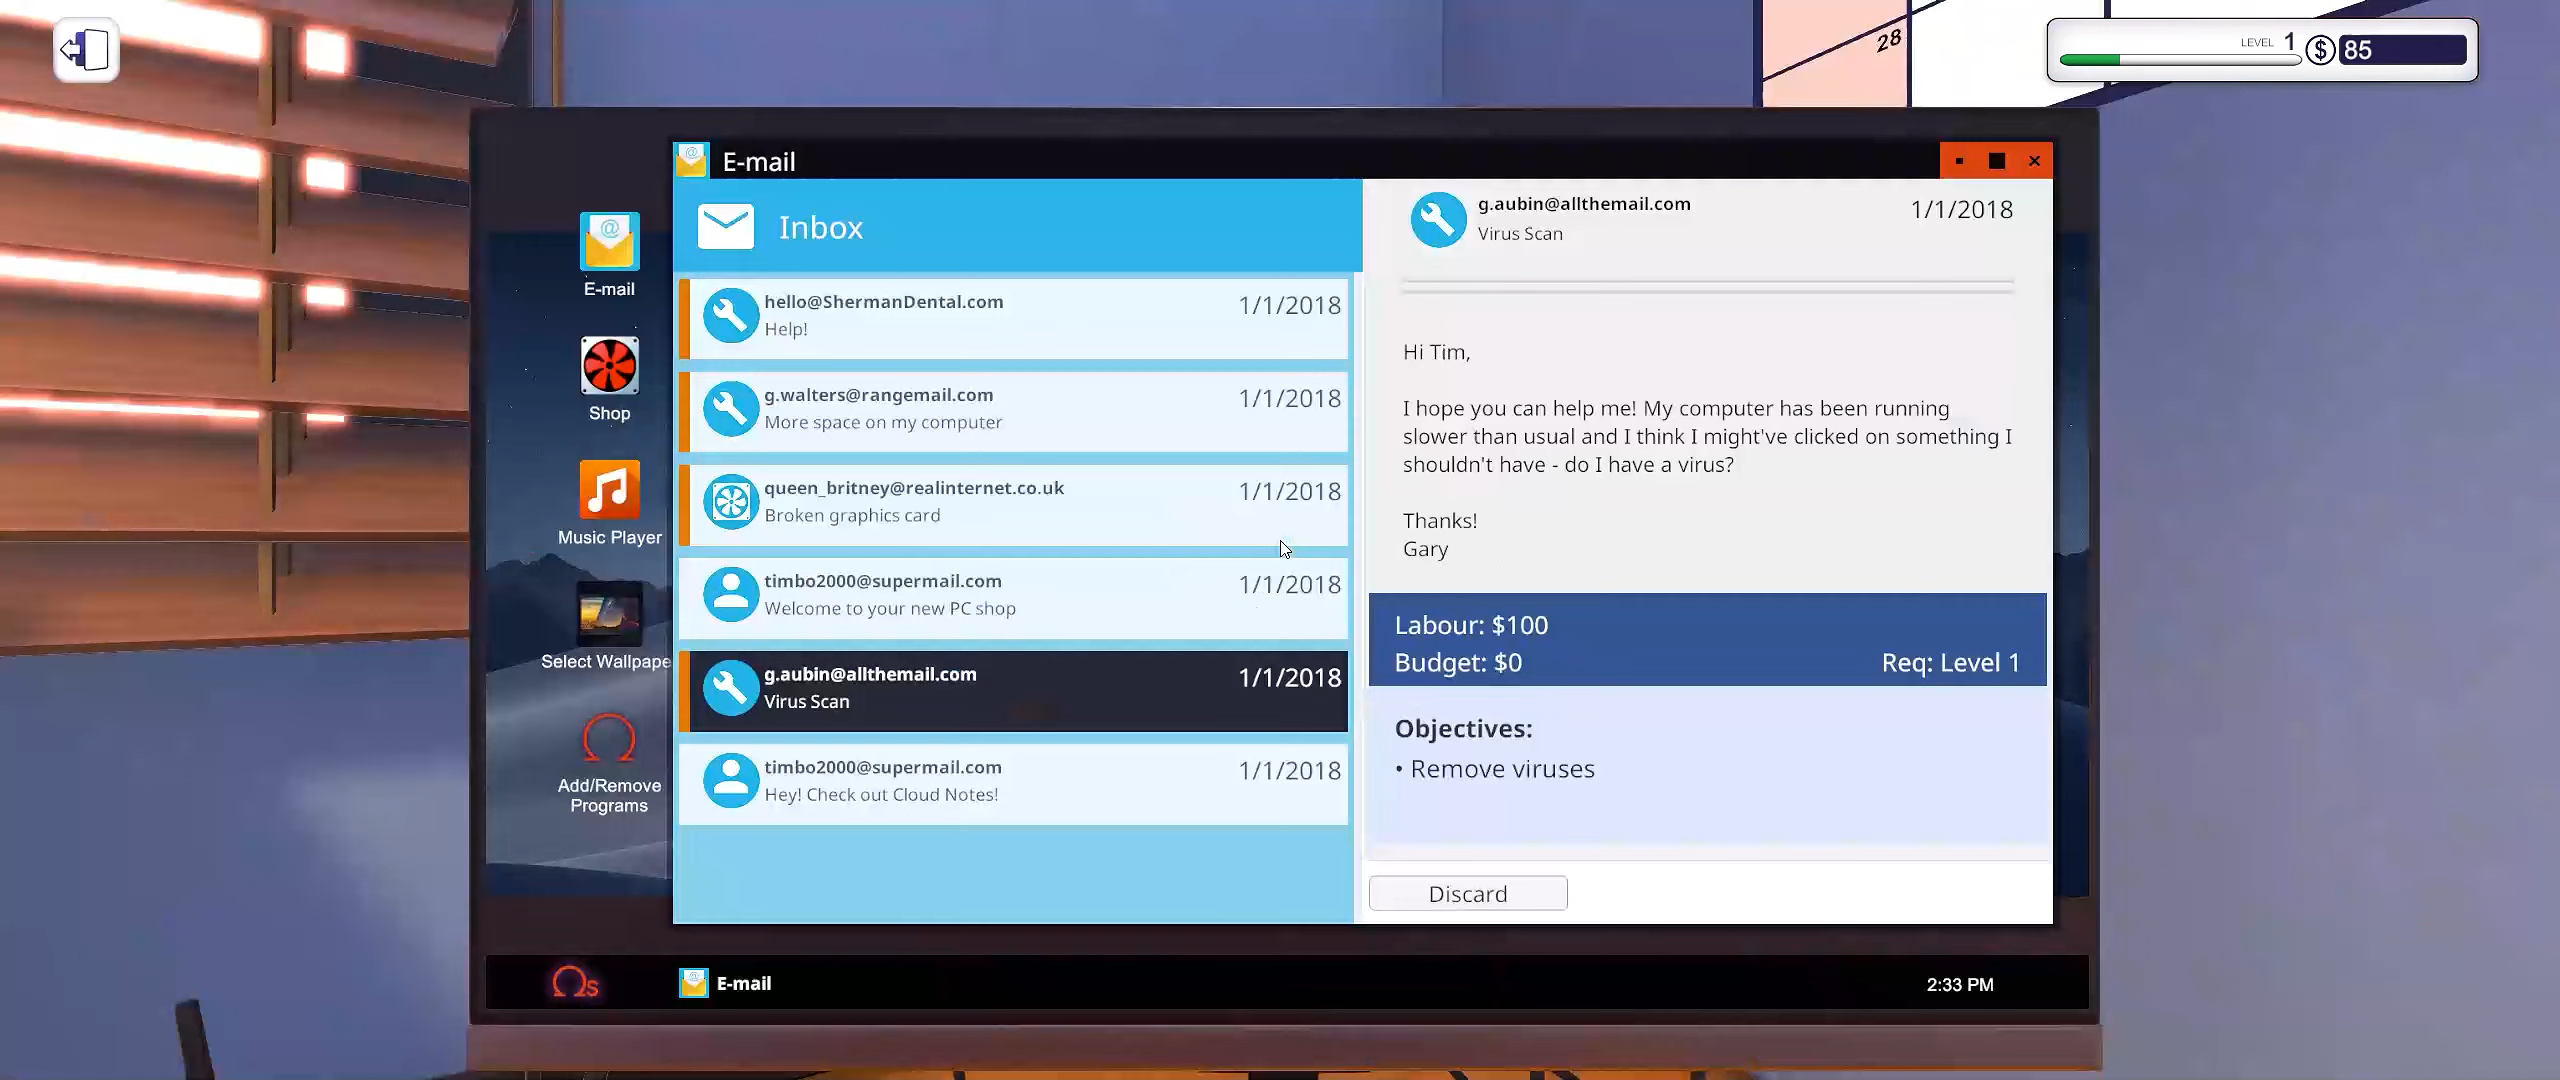 28
LEVEL 1 $ 85
E-mail
E-mail
Shop
Music Player
Select Wallpape
Add/Remove
Programs
Inbox
hello@ShermanDental.com 1/1/2018
Help!
g.walters@rangemail.com 1/1/2018
More space on my computer
queen_britney@realinternet.co.uk 1/1/2018
Broken graphics card
timbo2000@supermail.com 1/1/2018
Welcome to your new PC shop
g.aubin@allthemail.com 1/1/2018
Virus Scan
timbo2000@supermail.com 1/1/2018
Hey! Check out Cloud Notes!
g.aubin@allthemail.com 1/1/2018
Virus Scan
Hi Tim,
I hope you can help me! My computer has been running
slower than usual and I think I might've clicked on something I
shouldn't have - do I have a virus?
Thanks!
Gary
Labour: $100
Budget: $0 Req: Level 1
Objectives:
• Remove viruses
Discard
Ωs
E-mail
2:33 PM